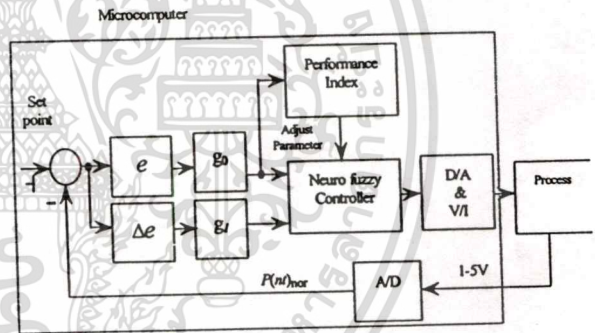 Microcomputer
Set
point
e
Δe
g0
g1
Performance
Index
Adjust
Parameter
Neuro fuzzy
Controller
D/A
&
V/I
Process
A/D
1-5V
P(nt)nor